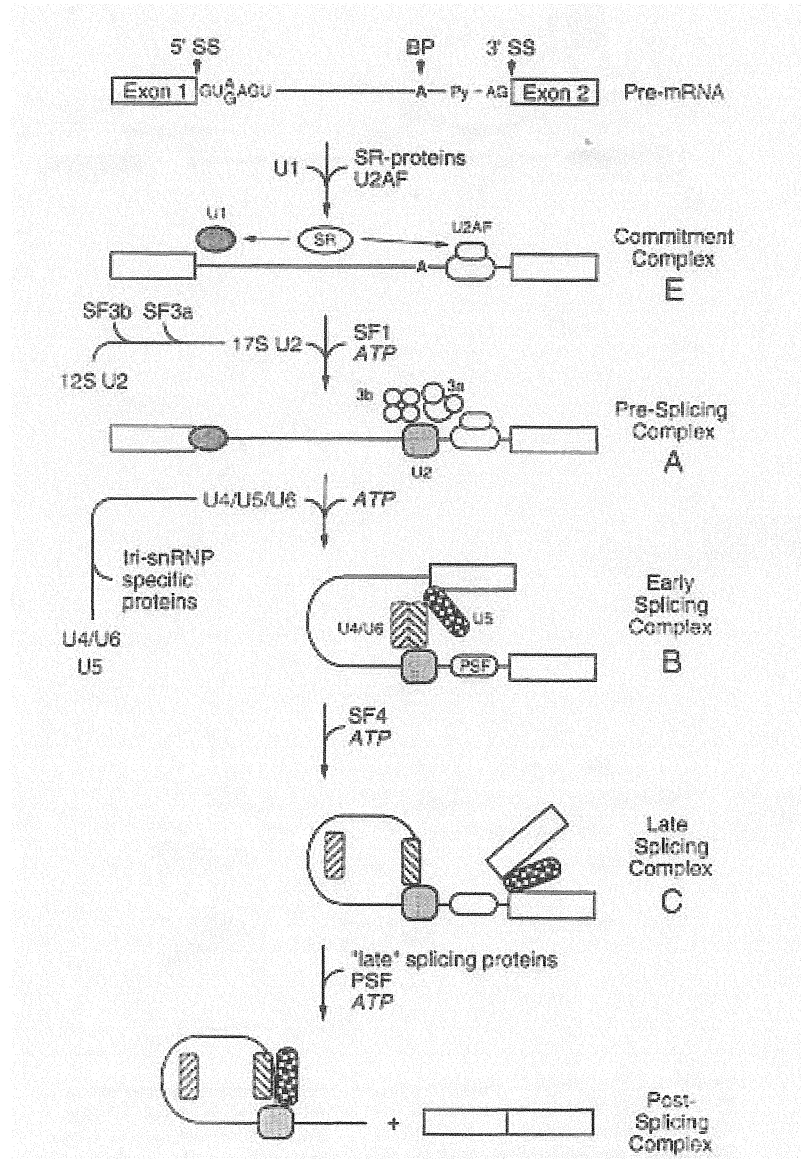 5' SS BP 3' SS
Exon 1 GU A/G AGU A Py AG Exon 2 Pre-mRNA
U1 SR-proteins
U2AF
U1 SR U2AF
A
Commitment
Complex
E
SF3b SF3a
12S U2
17S U2 SF1
ATP
3b 3a
U2
Pre-Splicing
Complex
A
U4/U5/U6 ATP
tri-snRNP
specific
proteins
U4/U6
U5
U4/U6 U5
PSF
Early
Splicing
Complex
B
SF4
ATP
Late
Splicing
Complex
C
"late" splicing proteins
PSF
ATP
+
Post-
Splicing
Complex